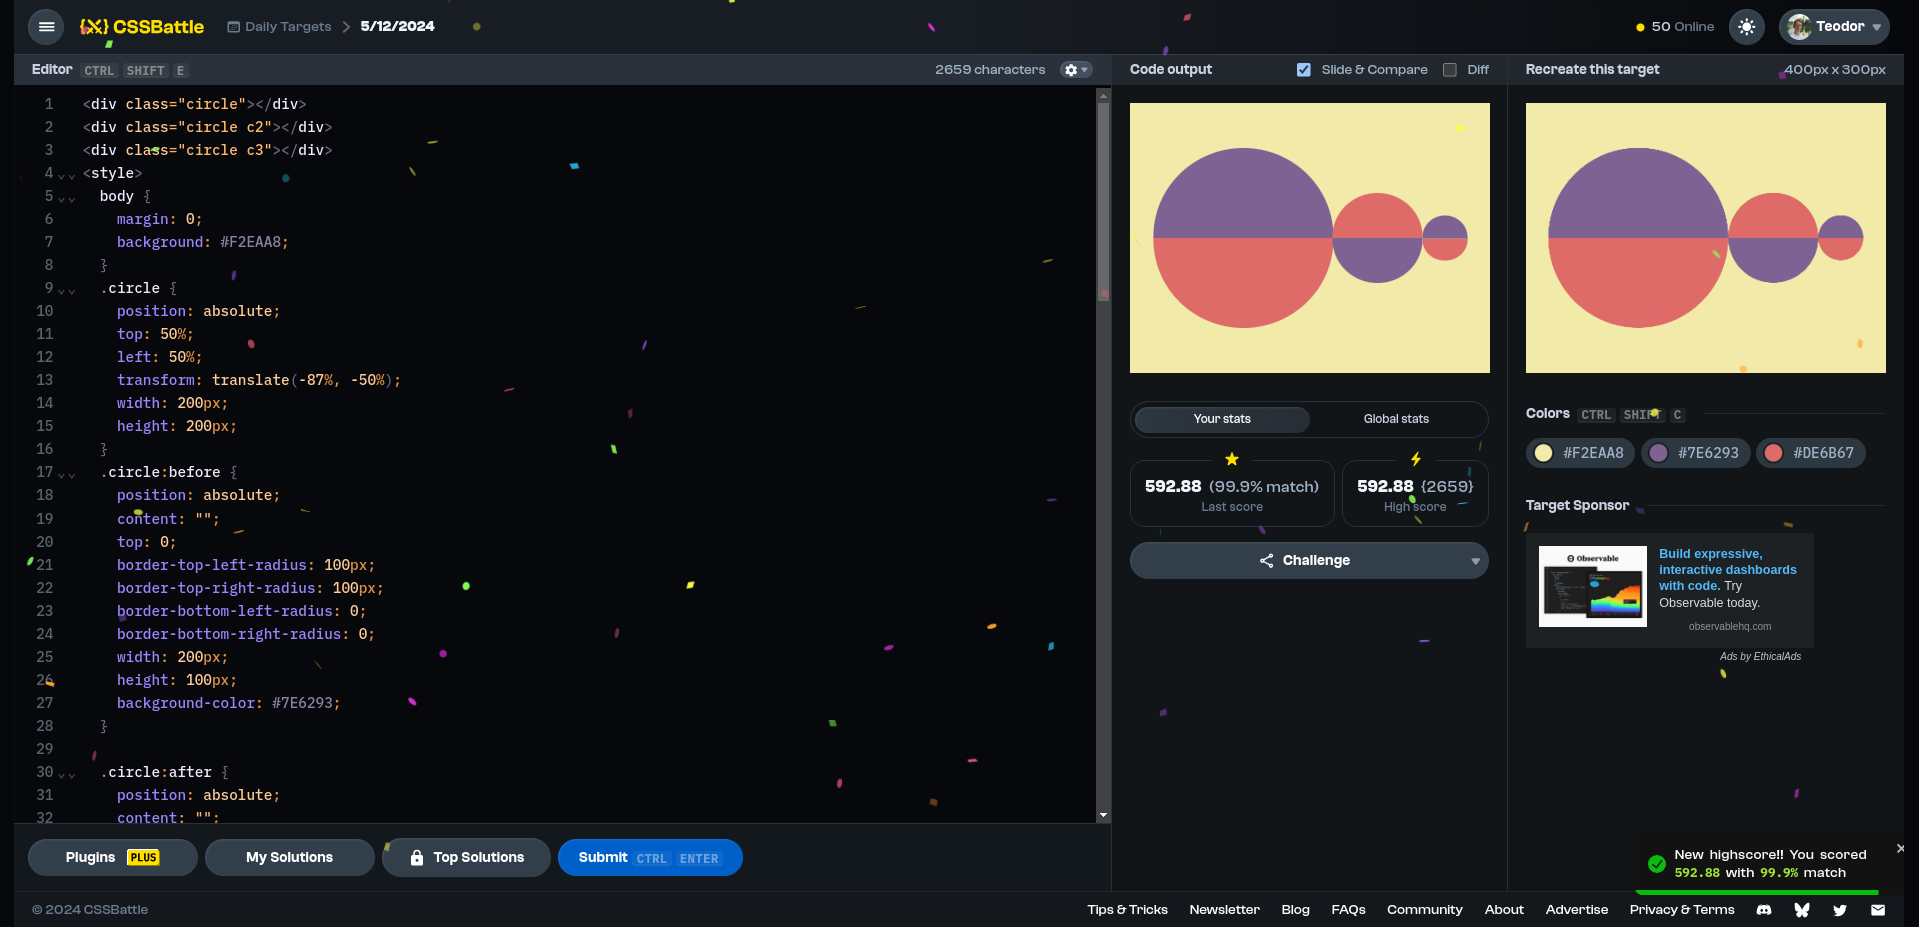 CSSBattle
Daily Targets
5/12/2024
50 Online
Teodor
Editor CTRL SHIFT E
2659 characters
Code output
Slide & Compare
Diff
Recreate this target
400px x 300px
1 <div class="circle"></div>
2 <div class="circle c2"></div>
3 <div class="circle c3"></div>
4 <style>
5 body {
6 margin: 0;
7 background: #F2EAA8;
8 }
9 .circle {
10 position: absolute;
11 top: 50%;
12 left: 50%;
13 transform: translate(-87%, -50%);
14 width: 200px;
15 height: 200px;
16 }
17 .circle:before {
18 position: absolute;
19 content: "";
20 top: 0;
21 border-top-left-radius: 100px;
22 border-top-right-radius: 100px;
23 border-bottom-left-radius: 0;
24 border-bottom-right-radius: 0;
25 width: 200px;
26 height: 100px;
27 background-color: #7E6293;
28 }
29
30 .circle:after {
31 position: absolute;
32 content: "";
Plugins PLUS
My Solutions
Top Solutions
Submit CTRL ENTER
Your stats
Global stats
592.88 (99.9% match)
Last score
592.88 {2659}
High score
Challenge
Colors CTRL SHIFT C
#F2EAA8
#7E6293
#DE6B67
Target Sponsor
Observable
Build expressive,
interactive dashboards
with code. Try
Observable today.
observablehq.com
Ads by EthicalAds
New highscore!! You scored
592.88 with 99.9% match
© 2024 CSSBattle
Tips & Tricks
Newsletter
Blog
FAQs
Community
About
Advertise
Privacy & Terms